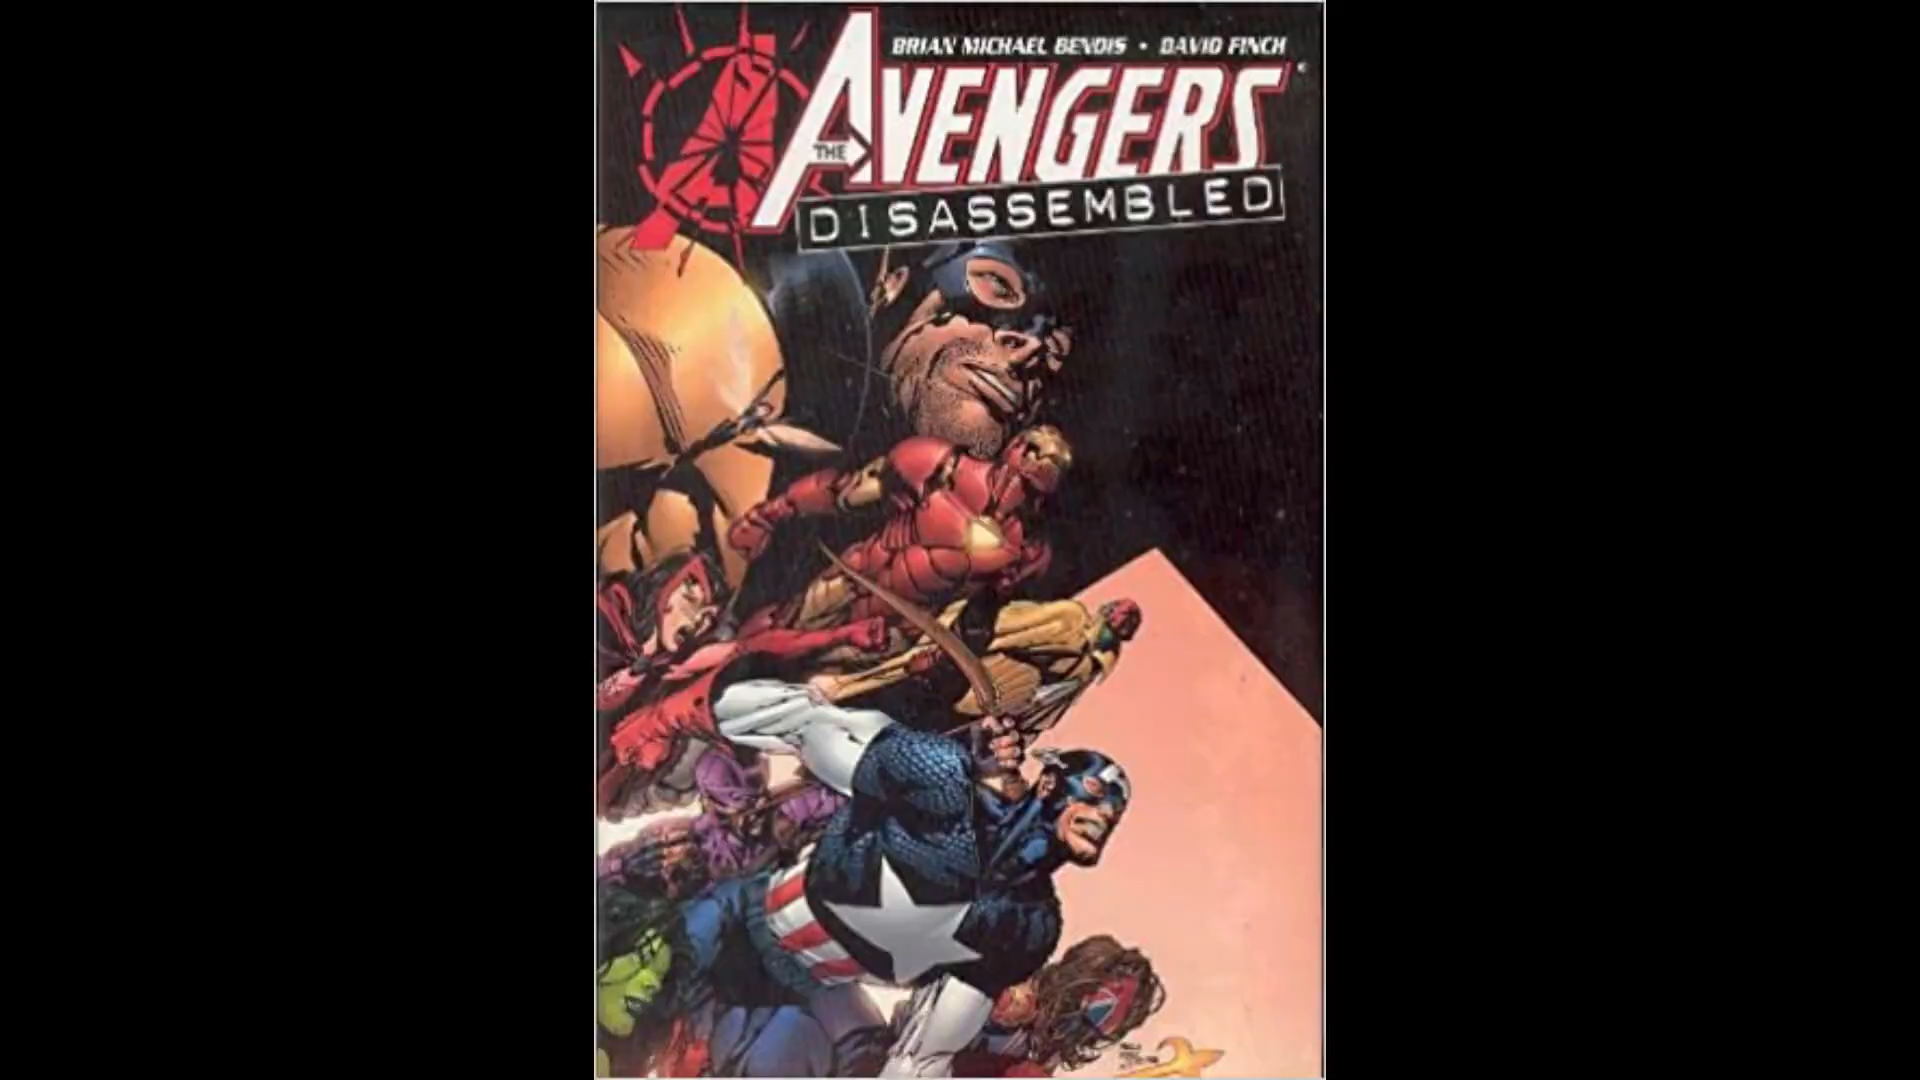 BRIAN MICHAEL BENDIS • DAVID FINCH
THE AVENGERS
DISASSEMBLED